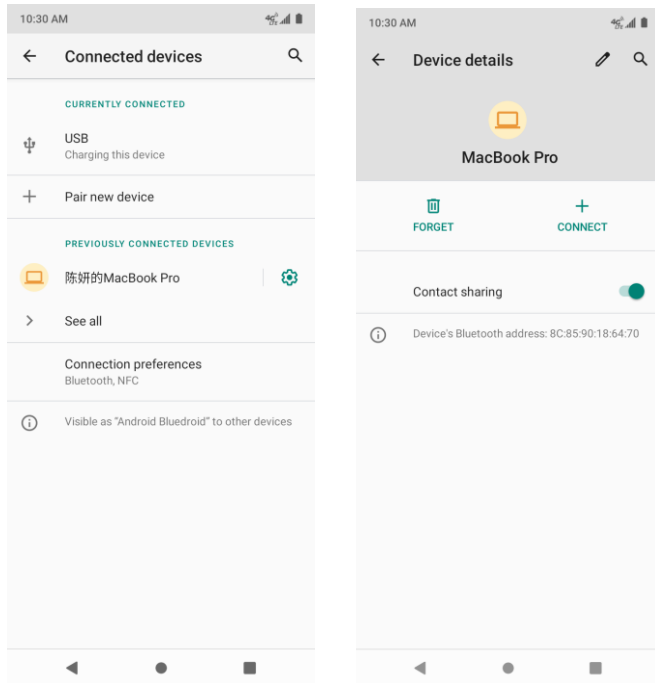 10:30 AM
Connected devices
CURRENTLY CONNECTED
USB
Charging this device
Pair new device
PREVIOUSLY CONNECTED DEVICES
陈妍的MacBook Pro
See all
Connection preferences
Bluetooth, NFC
Visible as “Android Bluedroid” to other devices
10:30 AM
Device details
MacBook Pro
FORGET
CONNECT
Contact sharing
Device's Bluetooth address: 8C:85:90:18:64:70